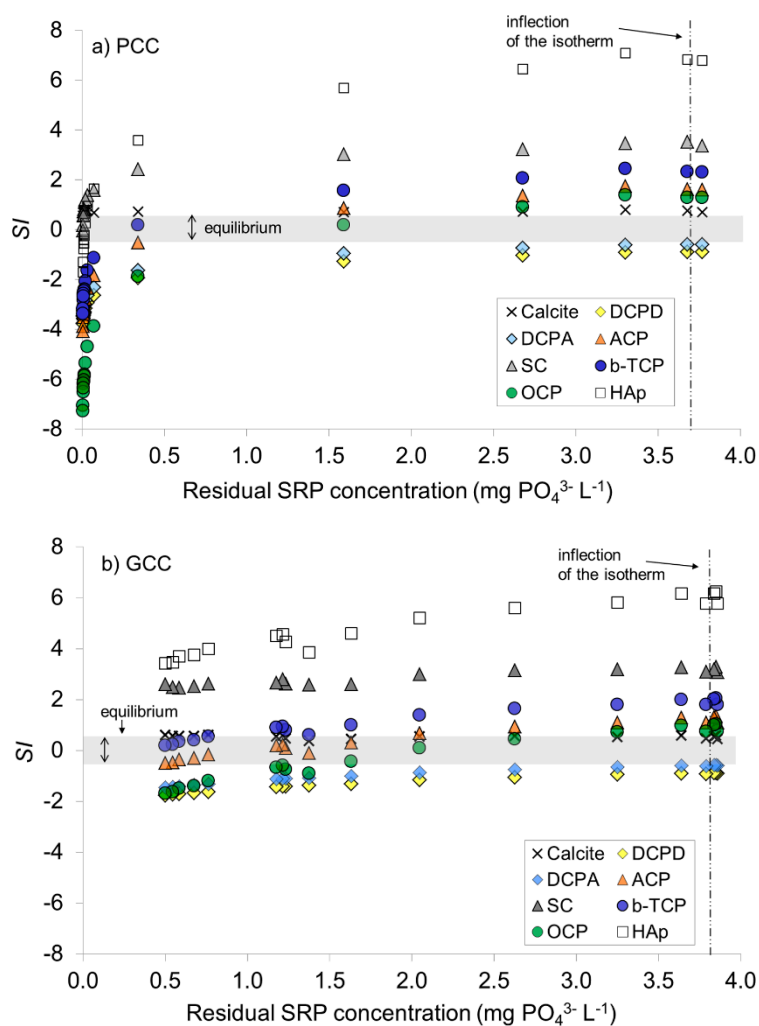 a) PCC
inflection
of the isotherm
8
6
4
2
0
-2
-4
-6
-8
SI
equilibrium
Calcite DCPD
DCPA ACP
SC b-TCP
OCP HAp
0.0 0.5 1.0 1.5 2.0 2.5 3.0 3.5 4.0
Residual SRP concentration (mg PO₄³⁻ L⁻¹)
b) GCC
inflection
of the isotherm
8
6
4
2
0
-2
-4
-6
-8
SI
equilibrium
Calcite DCPD
DCPA ACP
SC b-TCP
OCP HAp
0.0 0.5 1.0 1.5 2.0 2.5 3.0 3.5 4.0
Residual SRP concentration (mg PO₄³⁻ L⁻¹)